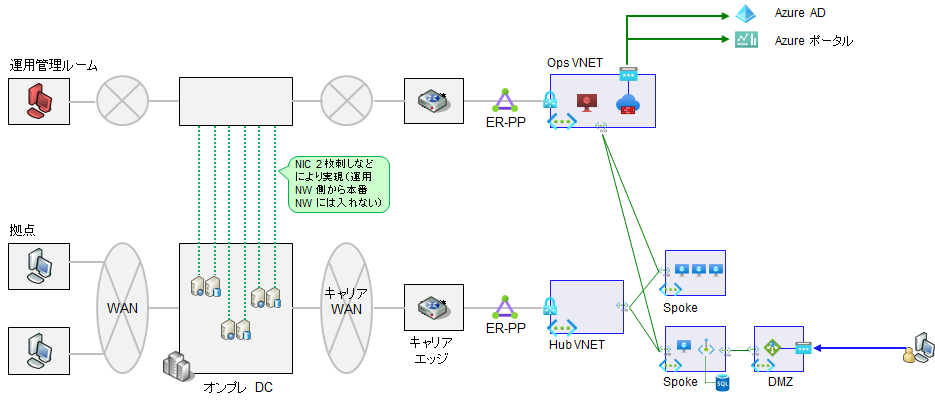 Azure AD
Azure ポータル
運用管理ルーム
Ops VNET
ER-PP
NIC 2枚刺しなど
により実現(運用
NW 側から本番
NW には入れない)
拠点
WAN
キャリア
WAN
ER-PP
Hub VNET
Spoke
キャリア
エッジ
オンプレ DC
Spoke
SQL
DMZ